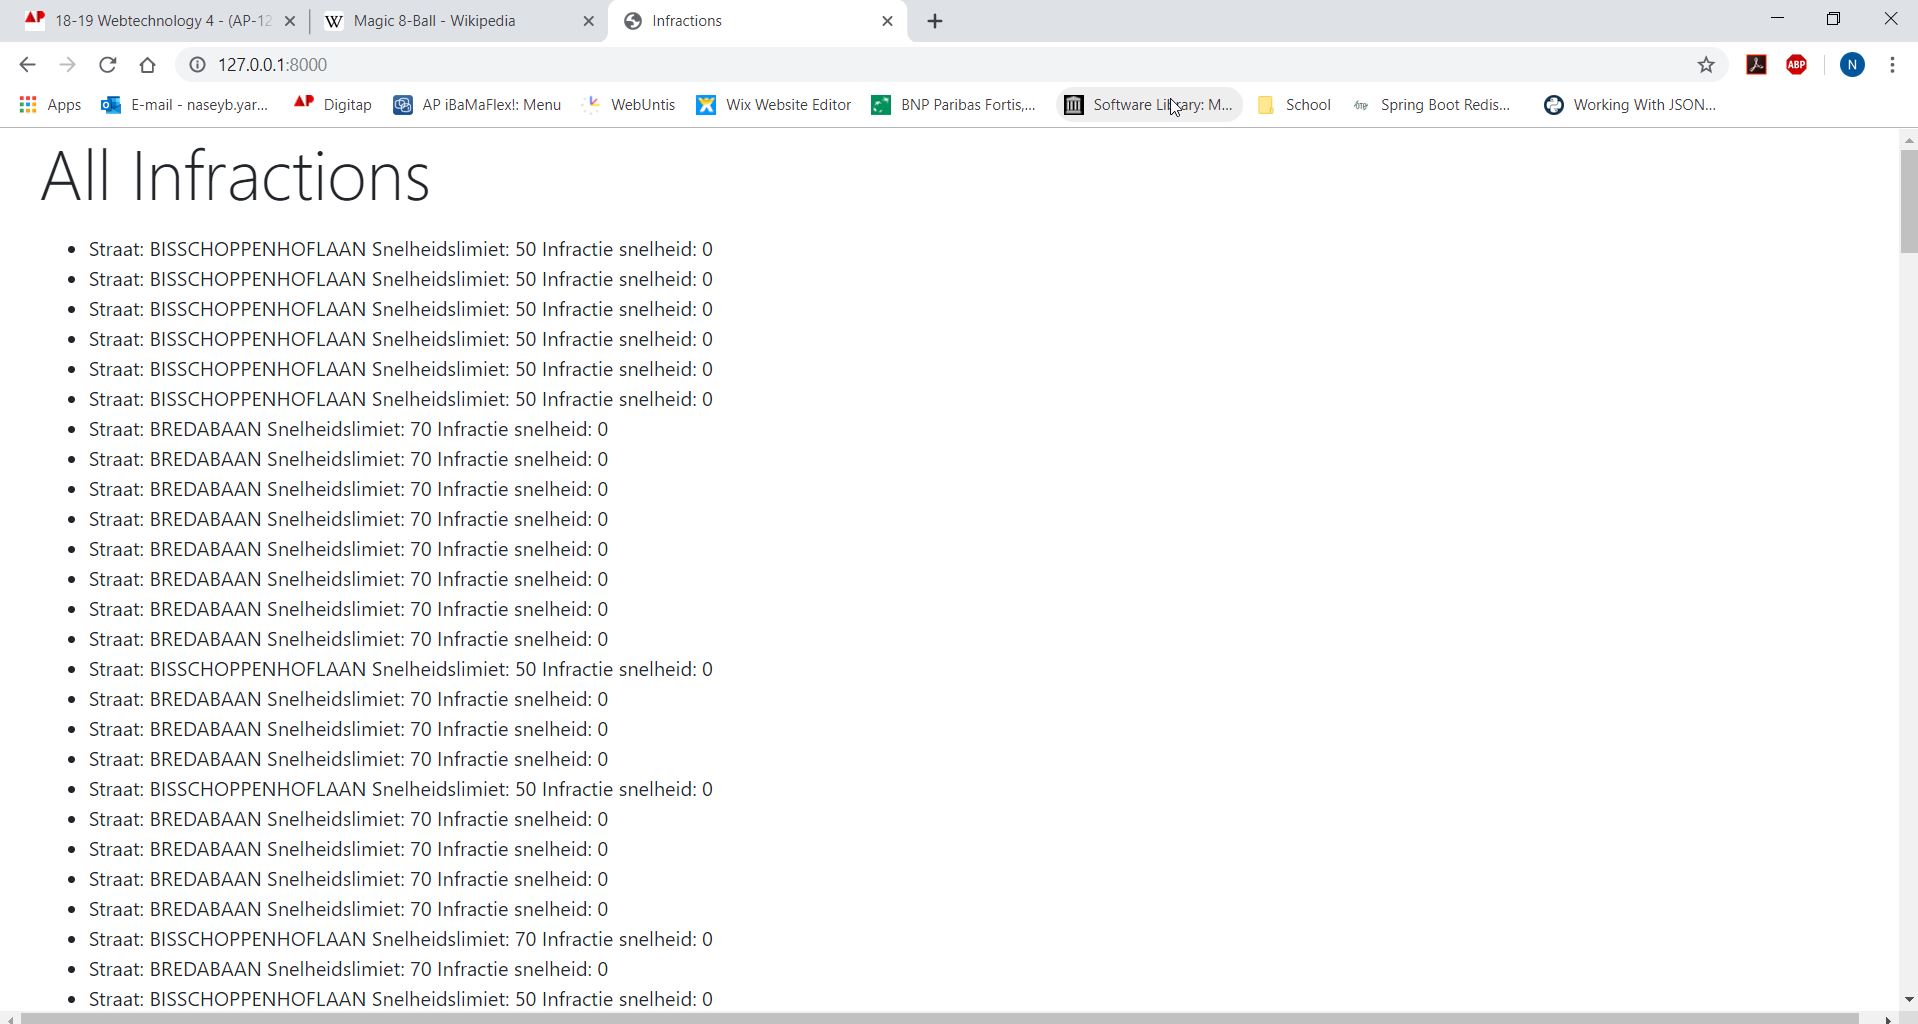 18-19 Webtechnology 4 - (AP-12
Magic 8-Ball - Wikipedia
Infractions
127.0.0.1:8000
ABP
N
Apps
E-mail - naseyb.yar...
Digitap
AP iBaMaFlex!: Menu
WebUntis
Wix Website Editor
BNP Paribas Fortis,...
Software Library: M...
School
Spring Boot Redis...
Working With JSON...
All Infractions
Straat: BISSCHOPPENHOFLAAN Snelheidslimiet: 50 Infractie snelheid: 0
Straat: BISSCHOPPENHOFLAAN Snelheidslimiet: 50 Infractie snelheid: 0
Straat: BISSCHOPPENHOFLAAN Snelheidslimiet: 50 Infractie snelheid: 0
Straat: BISSCHOPPENHOFLAAN Snelheidslimiet: 50 Infractie snelheid: 0
Straat: BISSCHOPPENHOFLAAN Snelheidslimiet: 50 Infractie snelheid: 0
Straat: BISSCHOPPENHOFLAAN Snelheidslimiet: 50 Infractie snelheid: 0
Straat: BREDABAAN Snelheidslimiet: 70 Infractie snelheid: 0
Straat: BREDABAAN Snelheidslimiet: 70 Infractie snelheid: 0
Straat: BREDABAAN Snelheidslimiet: 70 Infractie snelheid: 0
Straat: BREDABAAN Snelheidslimiet: 70 Infractie snelheid: 0
Straat: BREDABAAN Snelheidslimiet: 70 Infractie snelheid: 0
Straat: BREDABAAN Snelheidslimiet: 70 Infractie snelheid: 0
Straat: BREDABAAN Snelheidslimiet: 70 Infractie snelheid: 0
Straat: BREDABAAN Snelheidslimiet: 70 Infractie snelheid: 0
Straat: BISSCHOPPENHOFLAAN Snelheidslimiet: 50 Infractie snelheid: 0
Straat: BREDABAAN Snelheidslimiet: 70 Infractie snelheid: 0
Straat: BREDABAAN Snelheidslimiet: 70 Infractie snelheid: 0
Straat: BREDABAAN Snelheidslimiet: 70 Infractie snelheid: 0
Straat: BISSCHOPPENHOFLAAN Snelheidslimiet: 50 Infractie snelheid: 0
Straat: BREDABAAN Snelheidslimiet: 70 Infractie snelheid: 0
Straat: BREDABAAN Snelheidslimiet: 70 Infractie snelheid: 0
Straat: BREDABAAN Snelheidslimiet: 70 Infractie snelheid: 0
Straat: BREDABAAN Snelheidslimiet: 70 Infractie snelheid: 0
Straat: BISSCHOPPENHOFLAAN Snelheidslimiet: 70 Infractie snelheid: 0
Straat: BREDABAAN Snelheidslimiet: 70 Infractie snelheid: 0
Straat: BISSCHOPPENHOFLAAN Snelheidslimiet: 50 Infractie snelheid: 0